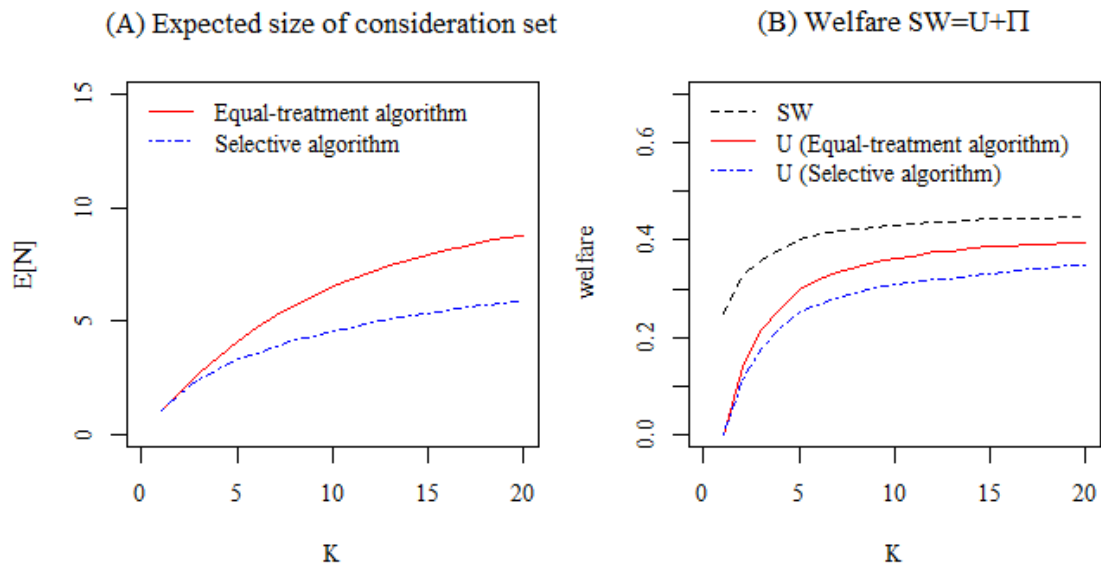 (A) Expected size of consideration set
15
10
5
0
E[N]
Equal-treatment algorithm
Selective algorithm
0 5 10 15 20
K
(B) Welfare SW=U+Π
0.6
0.4
0.2
0.0
welfare
SW
U (Equal-treatment algorithm)
U (Selective algorithm)
0 5 10 15 20
K